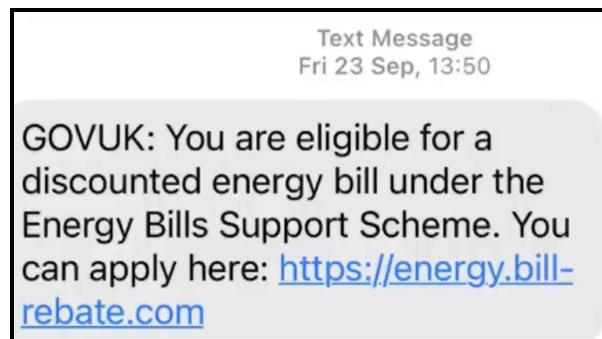 Text Message
Fri 23 Sep, 13:50
GOVUK: You are eligible for a
discounted energy bill under the
Energy Bills Support Scheme. You
can apply here: https://energy.bill-
rebate.com